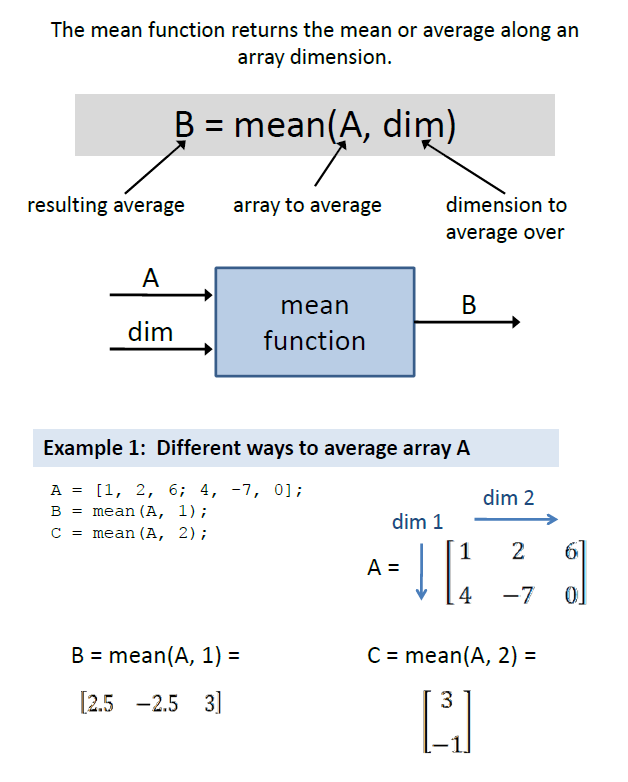 The mean function returns the mean or average along an
array dimension.
B = mean(A, dim)
resulting average
array to average
dimension to
average over
A
dim
mean
function
B
Example 1:  Different ways to average array A
A = [1, 2, 6; 4, -7, 0];
B = mean(A, 1);
C = mean(A, 2);
dim 2
dim 1
A =
1 2 6
4 −7 0
B = mean(A, 1) =
[2.5 −2.5 3]
C = mean(A, 2) =
3
−1